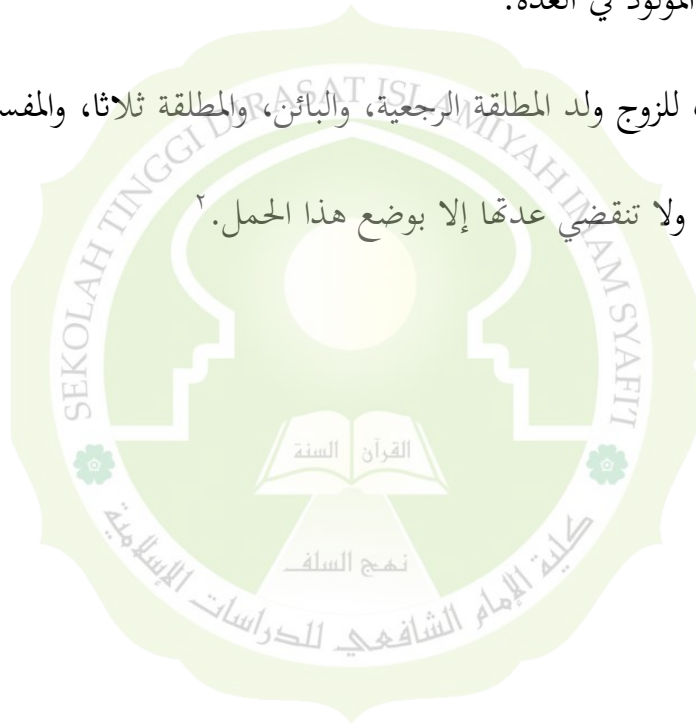 المولود في العدة.
للزوج ولد المطلقة الرجعية، والبائن، والمطلقة ثلاثا،
ولا تنقضي عدتها إلا بوضع هذا الحمل.٢
SEKOLAH TINGGI DIRASAT ISLAMIYAH IMAM SYAFI'I
القرآن السنة
نهج السلف
كلية الإمام الشافعي للدراسات الإسلامية